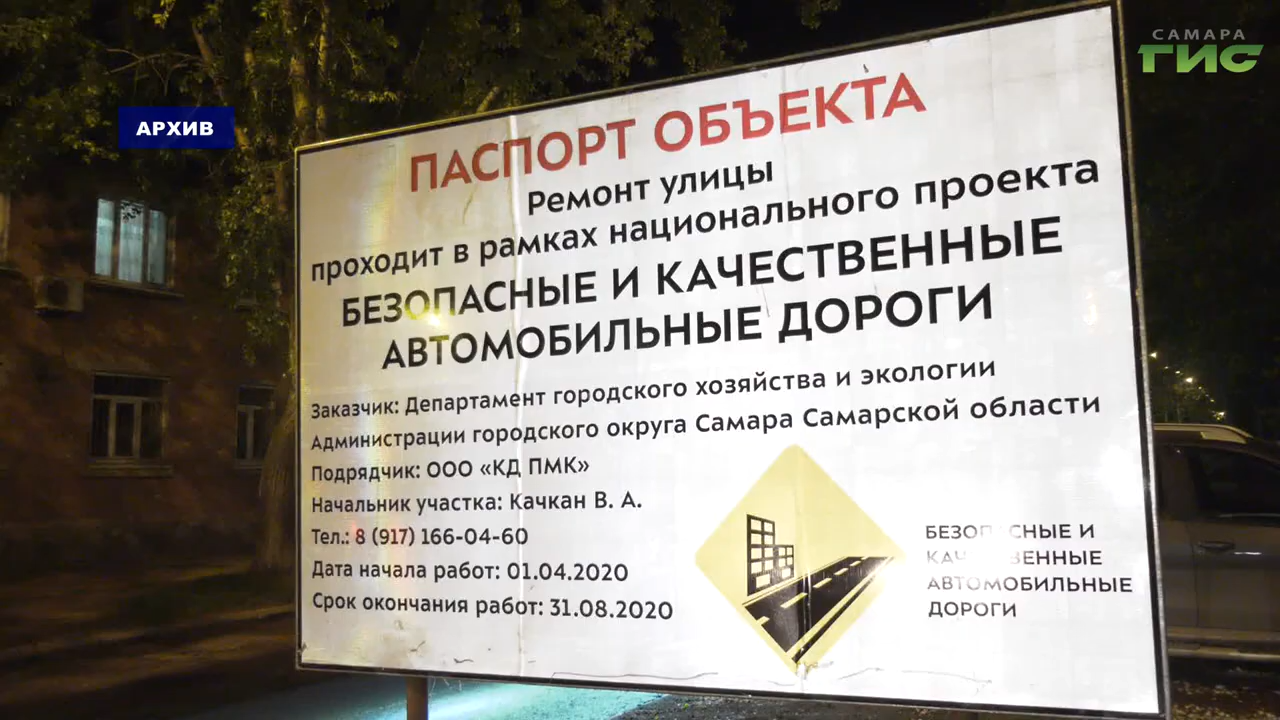 САМАРА
ГИС
АРХИВ
ПАСПОРТ ОБЪЕКТА
Ремонт улицы
проходит в рамках национального проекта
БЕЗОПАСНЫЕ И КАЧЕСТВЕННЫЕ
АВТОМОБИЛЬНЫЕ ДОРОГИ
Заказчик: Департамент городского хозяйства и экологии
Администрации городского округа Самара Самарской области
Подрядчик: ООО «КД ПМК»
Начальник участка: Качкан В. А.
Тел.: 8 (917) 166-04-60
Дата начала работ: 01.04.2020
Срок окончания работ: 31.08.2020
БЕЗОПАСНЫЕ И
КАЧЕСТВЕННЫЕ
АВТОМОБИЛЬНЫЕ
ДОРОГИ